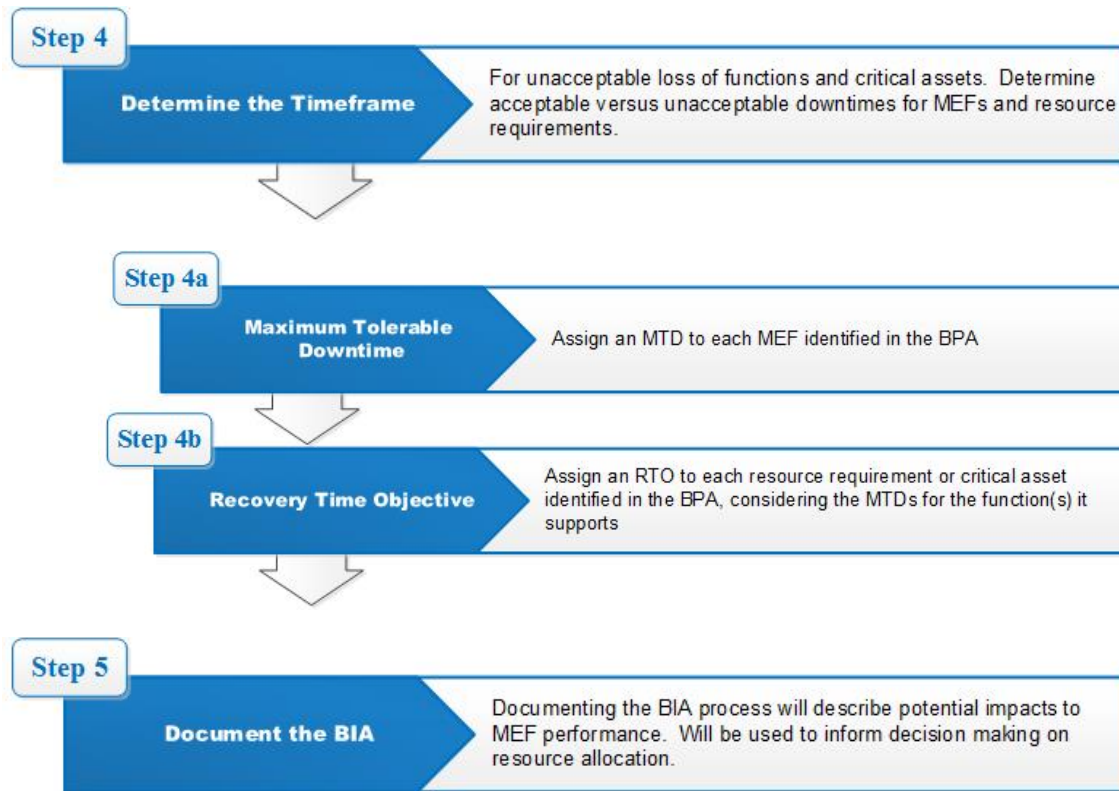 Step 4
Determine the Timeframe
For unacceptable loss of functions and critical assets.  Determine
acceptable versus unacceptable downtimes for MEFs and resource
requirements.
Step 4a
Maximum Tolerable
Downtime
Assign an MTD to each MEF identified in the BPA
Step 4b
Recovery Time Objective
Assign an RTO to each resource requirement or critical asset
identified in the BPA, considering the MTDs for the function(s) it
supports
Step 5
Document the BIA
Documenting the BIA process will describe potential impacts to
MEF performance.  Will be used to inform decision making on
resource allocation.